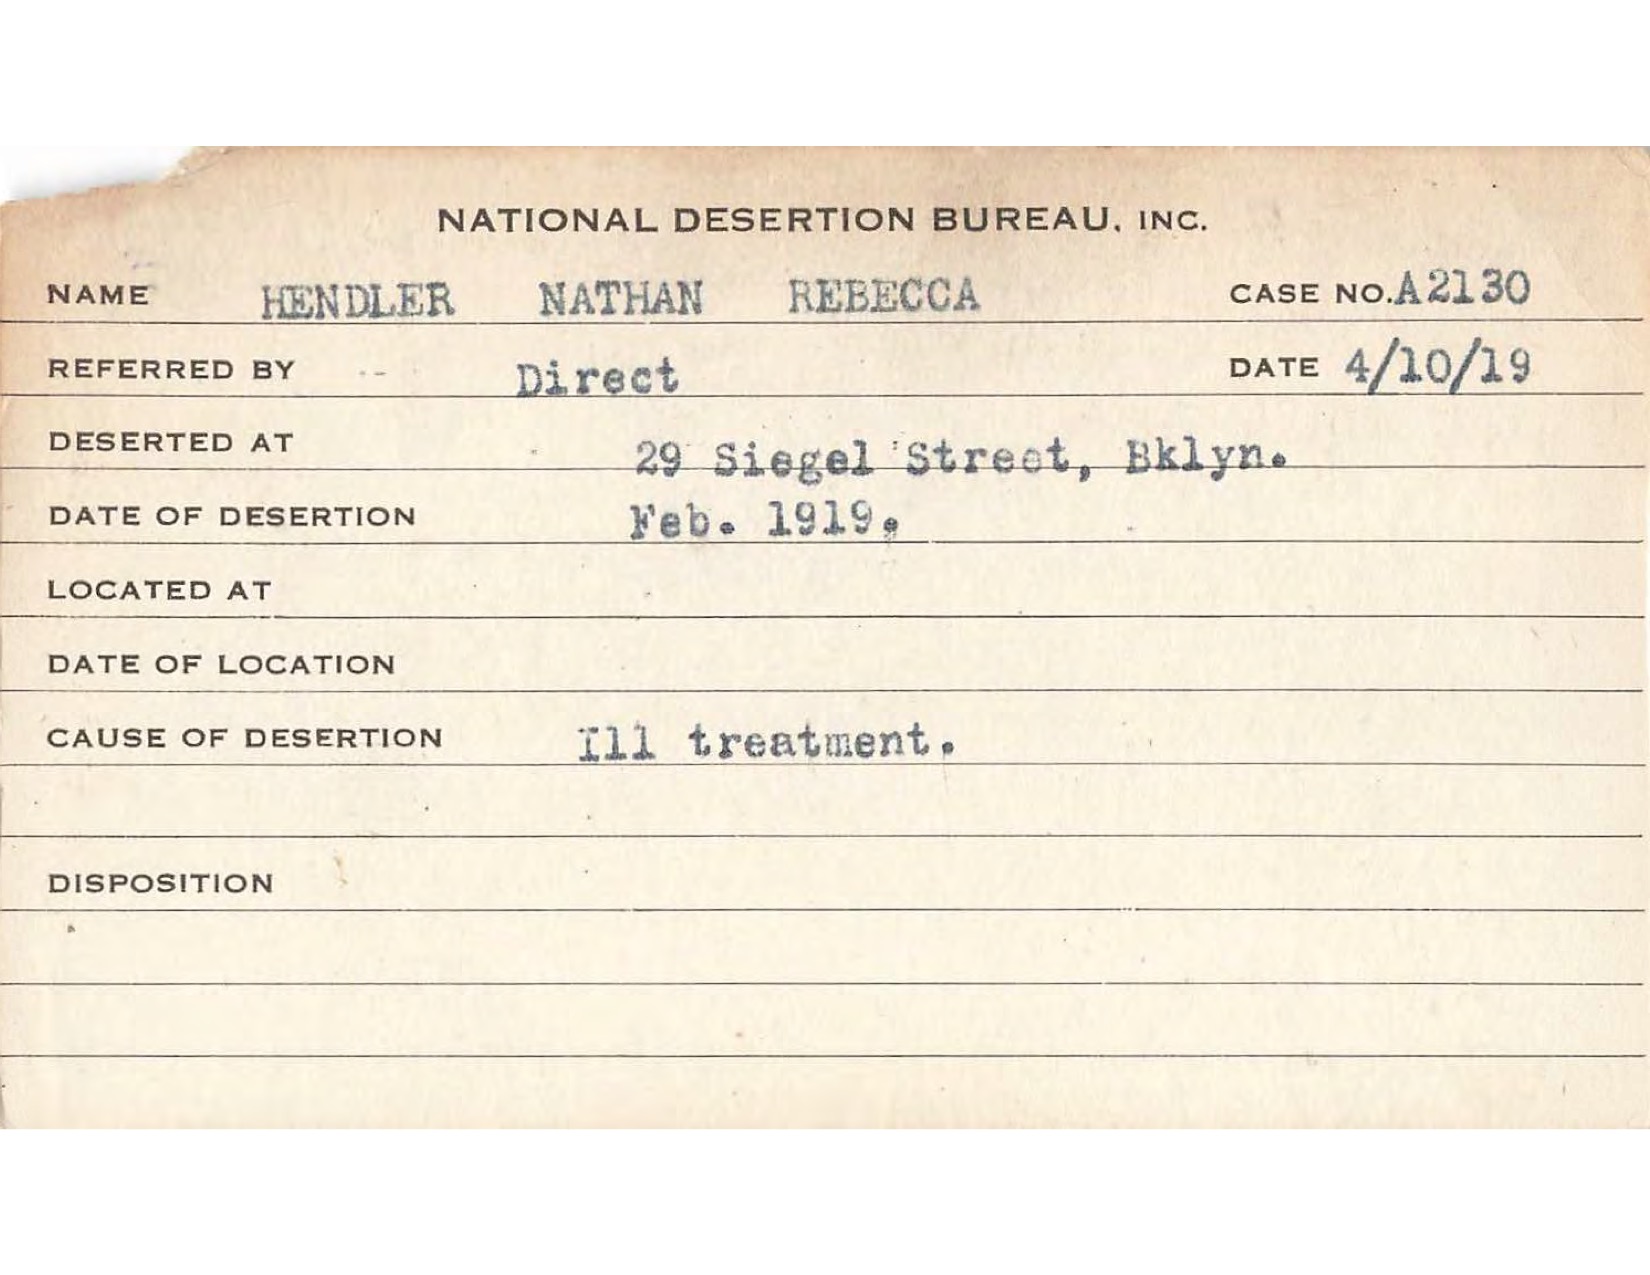 NATIONAL DESERTION BUREAU, INC.
NAME HENDLER NATHAN REBECCA CASE NO. A2130
REFERRED BY -- Direct DATE 4/10/19
DESERTED AT 29 Siegel Street, Bklyn.
DATE OF DESERTION Feb. 1919.
LOCATED AT
DATE OF LOCATION
CAUSE OF DESERTION Ill treatment.
DISPOSITION